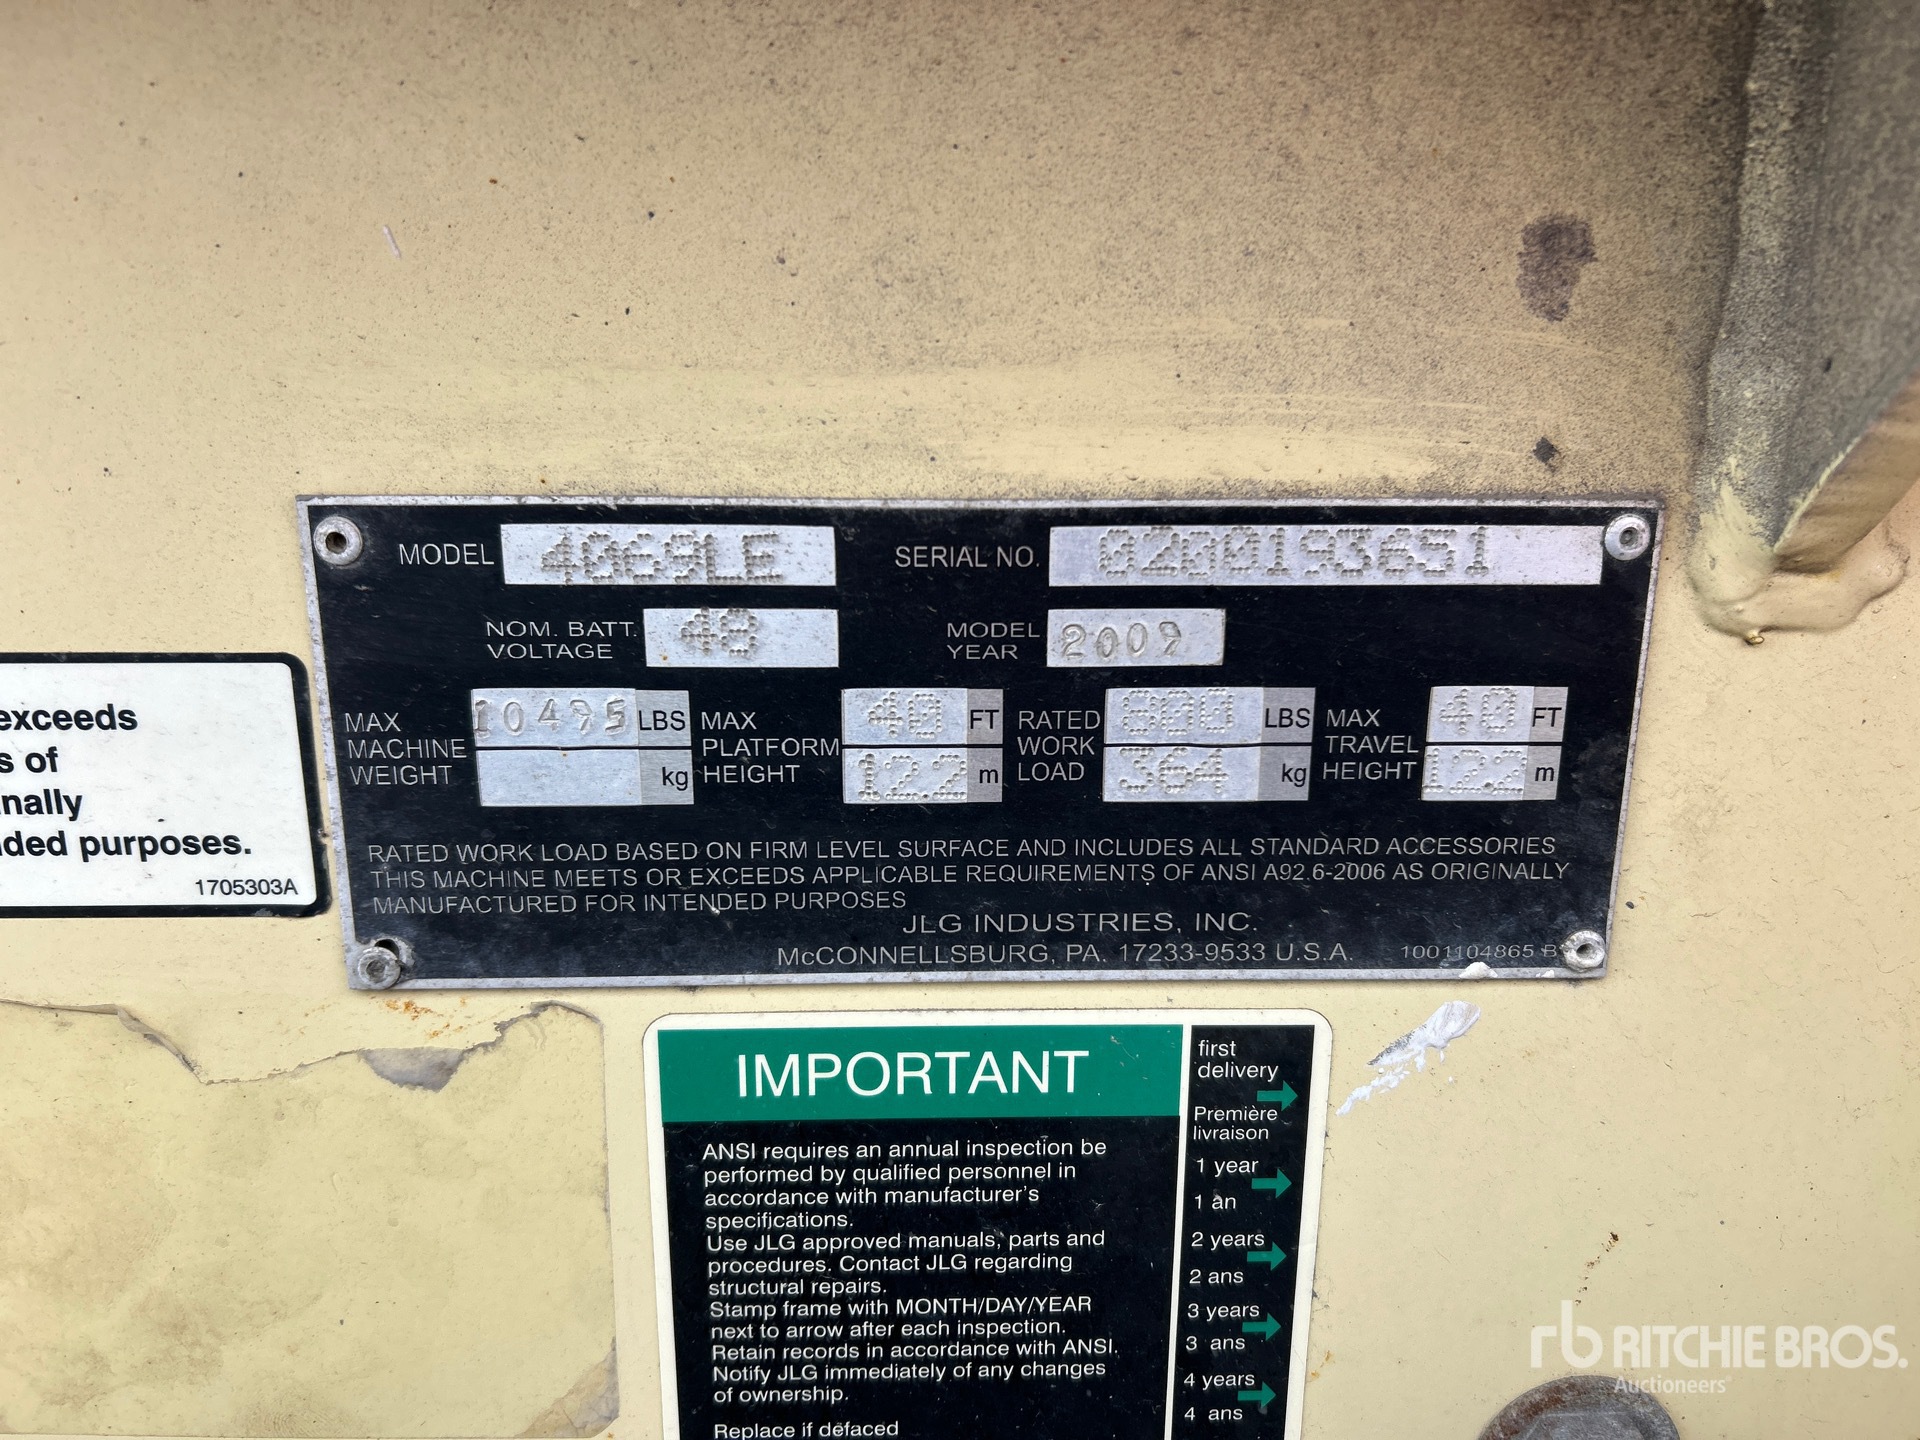 MODEL 4069LE SERIAL NO. 0200193651
NOM. BATT. VOLTAGE 48 MODEL YEAR 2009
MAX MACHINE WEIGHT 10495 LBS kg
MAX PLATFORM HEIGHT 40 FT 12.2 m
RATED WORK LOAD 800 LBS 364 kg
MAX TRAVEL HEIGHT 40 FT 12.2 m
RATED WORK LOAD BASED ON FIRM LEVEL SURFACE AND INCLUDES ALL STANDARD ACCESSORIES
THIS MACHINE MEETS OR EXCEEDS APPLICABLE REQUIREMENTS OF ANSI A92.6-2006 AS ORIGINALLY
MANUFACTURED FOR INTENDED PURPOSES
JLG INDUSTRIES, INC.
McCONNELLSBURG, PA. 17233-9533 U.S.A. 1001104865 B
exceeds
s of
nally
ded purposes.
1705303A
IMPORTANT
ANSI requires an annual inspection be
performed by qualified personnel in
accordance with manufacturer's
specifications.
Use JLG approved manuals, parts and
procedures. Contact JLG regarding
structural repairs.
Stamp frame with MONTH/DAY/YEAR
next to arrow after each inspection.
Retain records in accordance with ANSI.
Notify JLG immediately of any changes
of ownership.
Replace if defaced
first
delivery
Première
livraison
1 year
1 an
2 years
2 ans
3 years
3 ans
4 years
4 ans
rb RITCHIE BROS.
Auctioneers